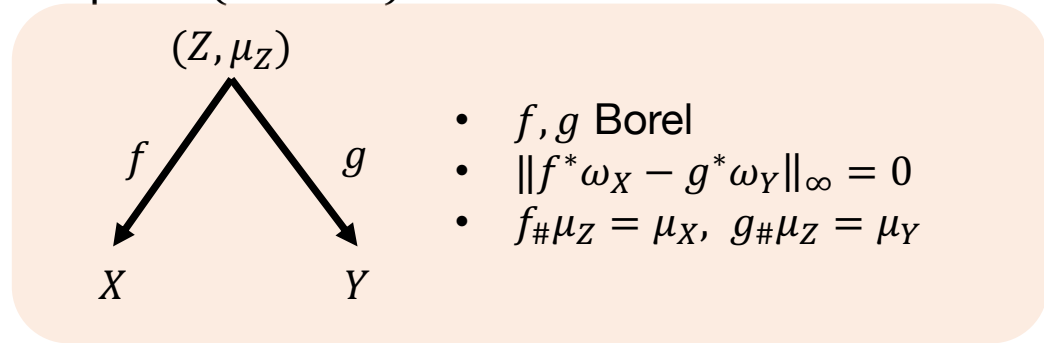 (Z, μ_Z)
f
g
X
Y
• f, g Borel
• ‖f*ω_X − g*ω_Y‖_∞ = 0
• f_#μ_Z = μ_X, g_#μ_Z = μ_Y